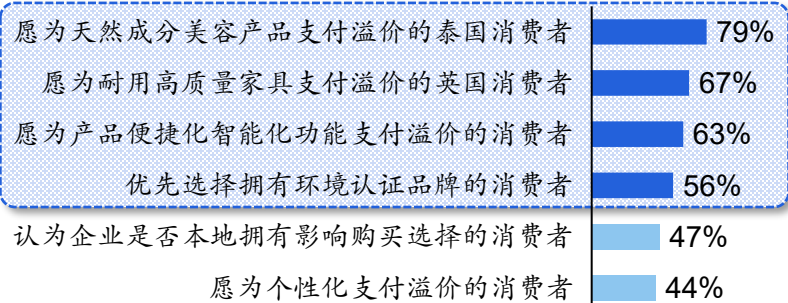 愿为天然成分美容产品支付溢价的泰国消费者 79%
愿为耐用高质量家具支付溢价的英国消费者 67%
愿为产品便捷化智能化功能支付溢价的消费者 63%
优先选择拥有环境认证品牌的消费者 56%
认为企业是否本地拥有影响购买选择的消费者 47%
愿为个性化支付溢价的消费者 44%